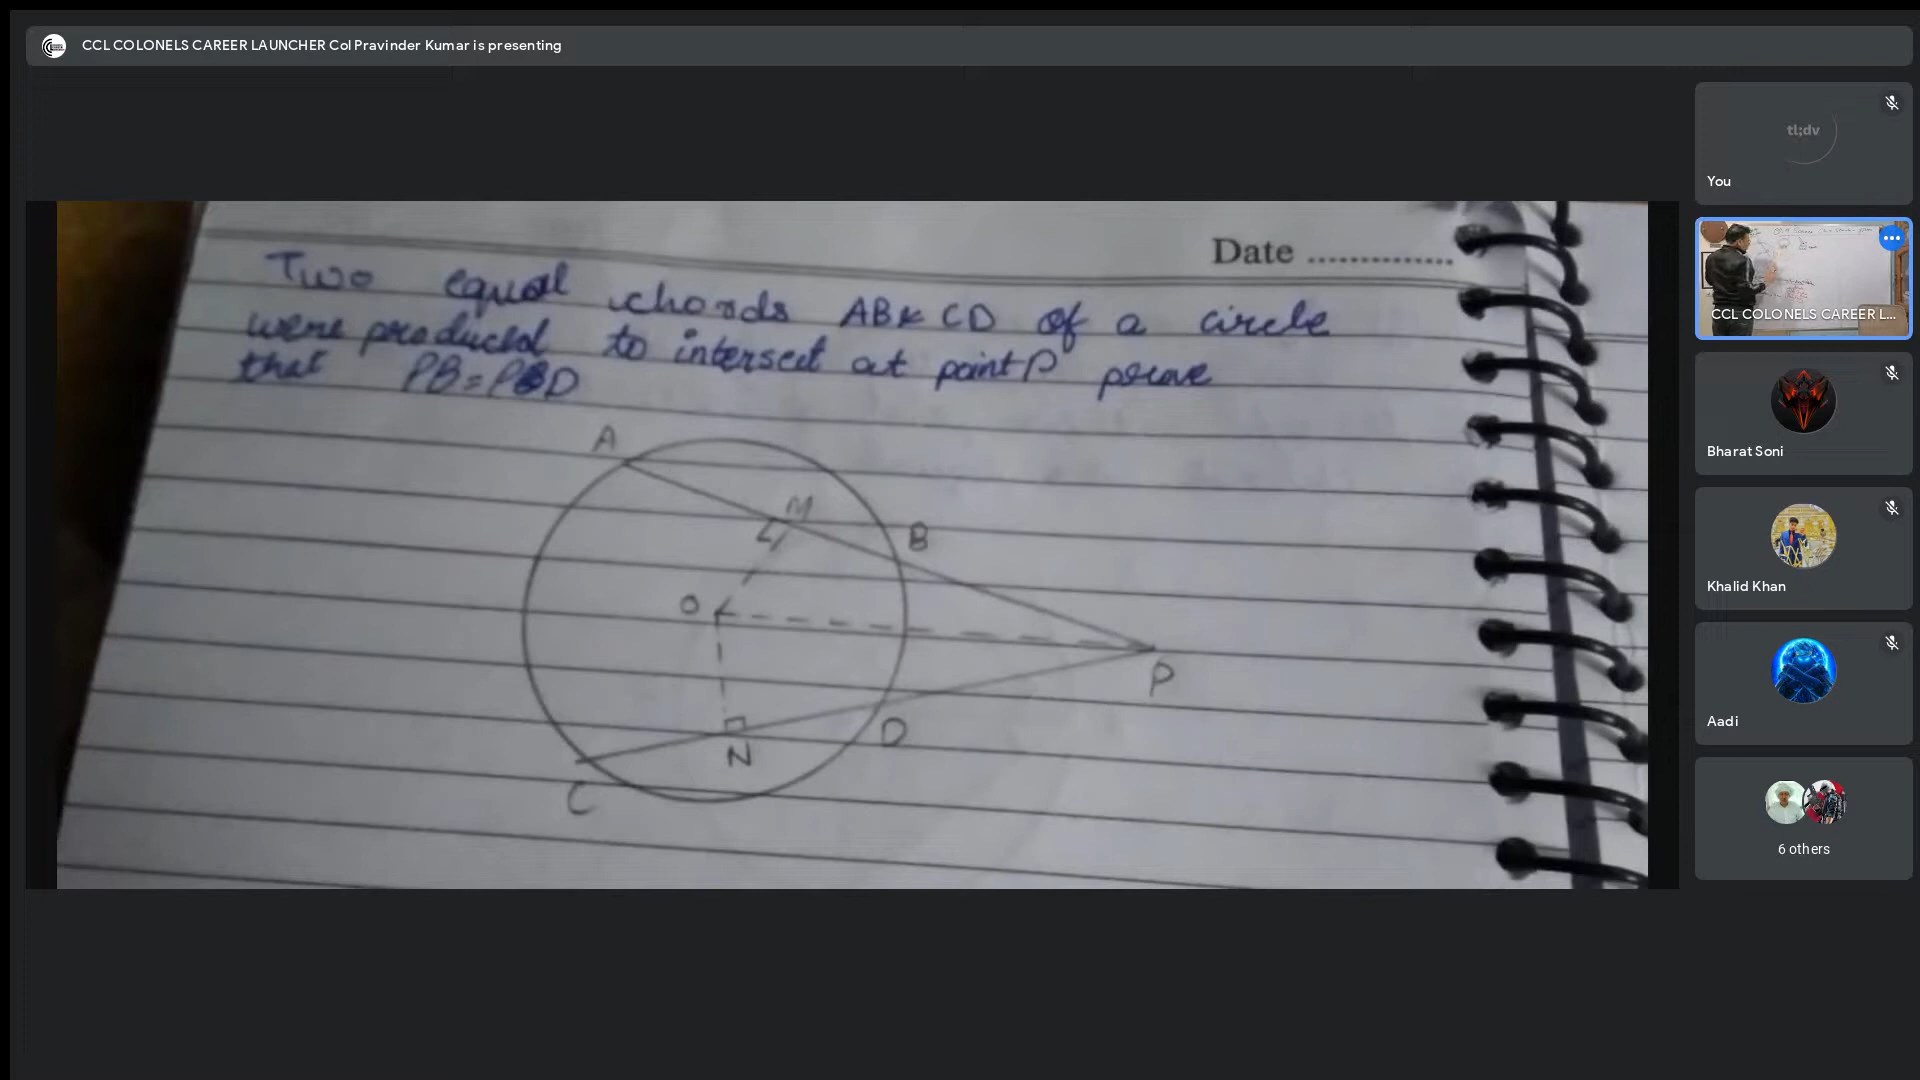 CCL COLONELS CAREER LAUNCHER Col Pravinder Kumar is presenting
Date ..............
Two equal chords AB & CD of a circle
were produced to intersect at point P prove
that PB = PD
A
M
B
O
P
N
D
C
tl;dv
You
CCL COLONELS CAREER L...
Bharat Soni
Khalid Khan
Aadi
6 others